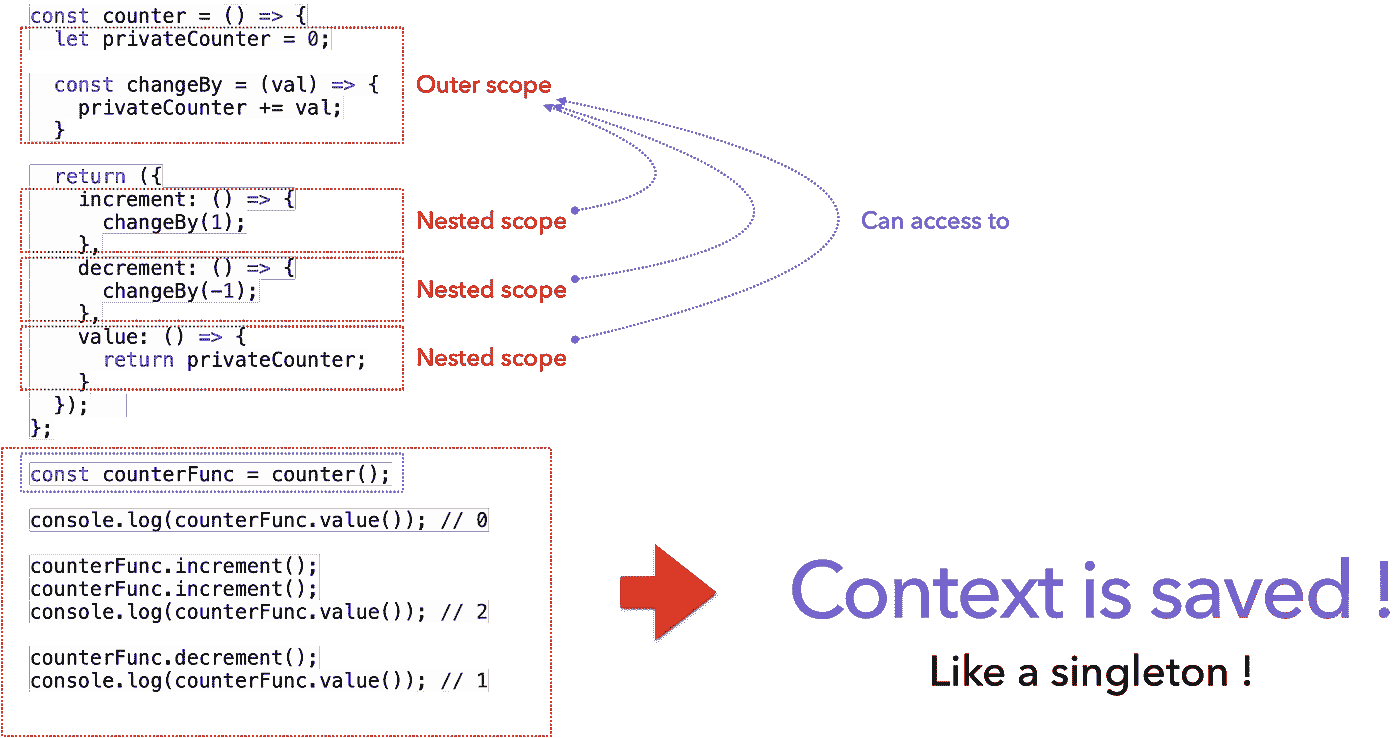 const counter = () => {
let privateCounter = 0;
const changeBy = (val) => {
privateCounter += val;
}
Outer scope
return ({
increment: () => {
changeBy(1);
},
Nested scope
decrement: () => {
changeBy(-1);
},
Nested scope
value: () => {
return privateCounter;
}
Nested scope
});
};
Can access to
const counterFunc = counter();
console.log(counterFunc.value()); // 0
counterFunc.increment();
counterFunc.increment();
console.log(counterFunc.value()); // 2
counterFunc.decrement();
console.log(counterFunc.value()); // 1
Context is saved !
Like a singleton !